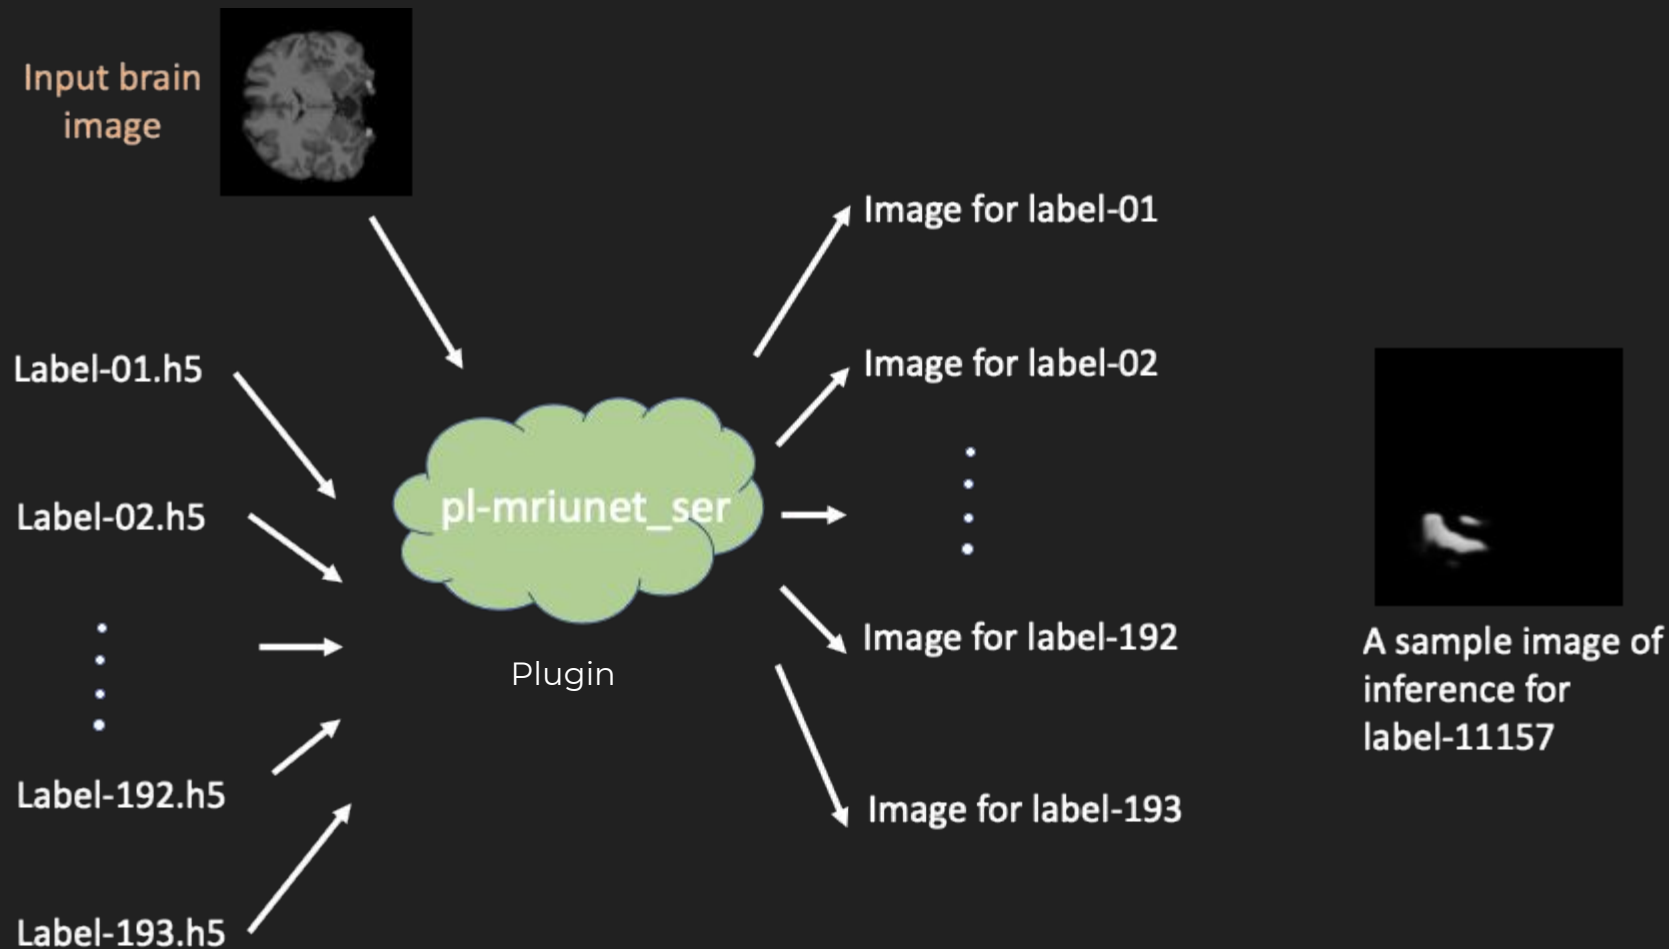 Input brain
image
Label-01.h5
Label-02.h5
Label-192.h5
Label-193.h5
pl-mriunet_ser
Plugin
Image for label-01
Image for label-02
Image for label-192
Image for label-193
A sample image of
inference for
label-11157